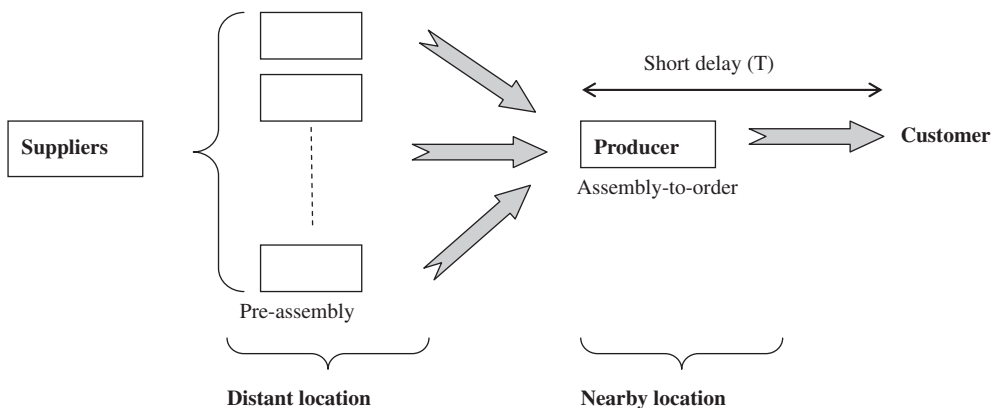 Short delay (T)
Suppliers
Producer
Customer
Assembly-to-order
Pre-assembly
Distant location
Nearby location